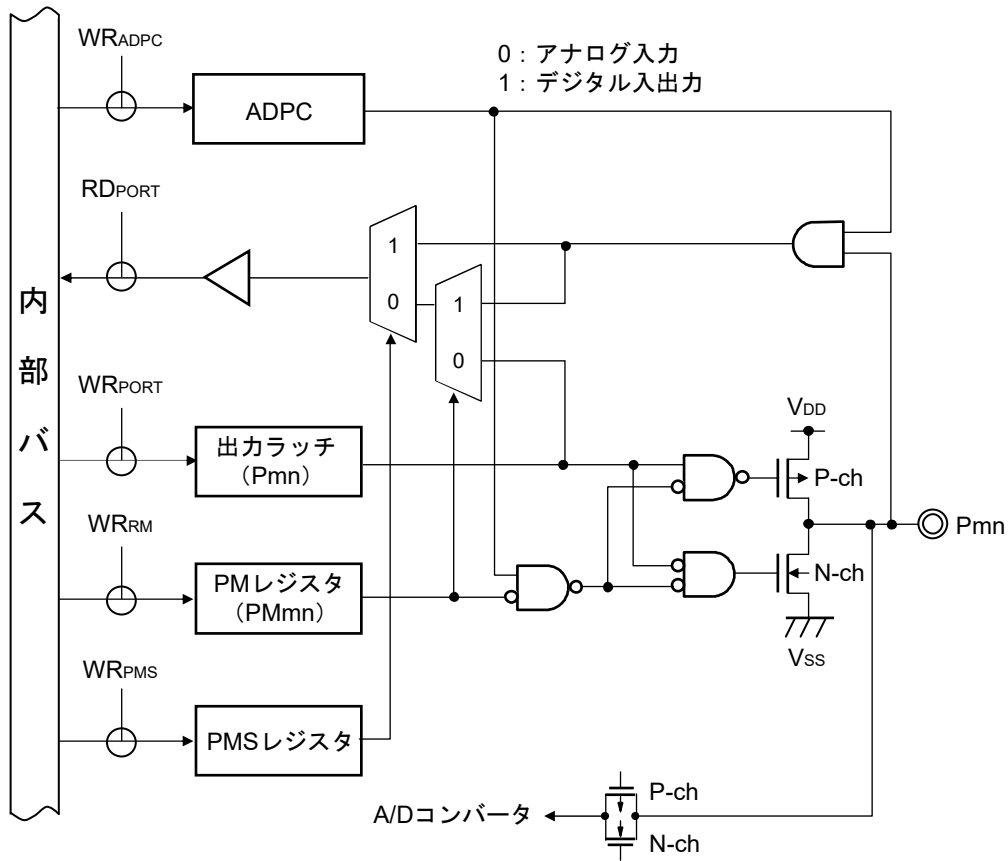 WRADPC
0：アナログ入力
1：デジタル入出力
ADPC
RDPORT
1
0
1
0
内部バス
WRPORT
出力ラッチ
（Pmn）
VDD
P-ch
Pmn
N-ch
VSS
WRRM
PMレジスタ
（PMmn）
WRPMS
PMSレジスタ
P-ch
A/Dコンバータ
N-ch